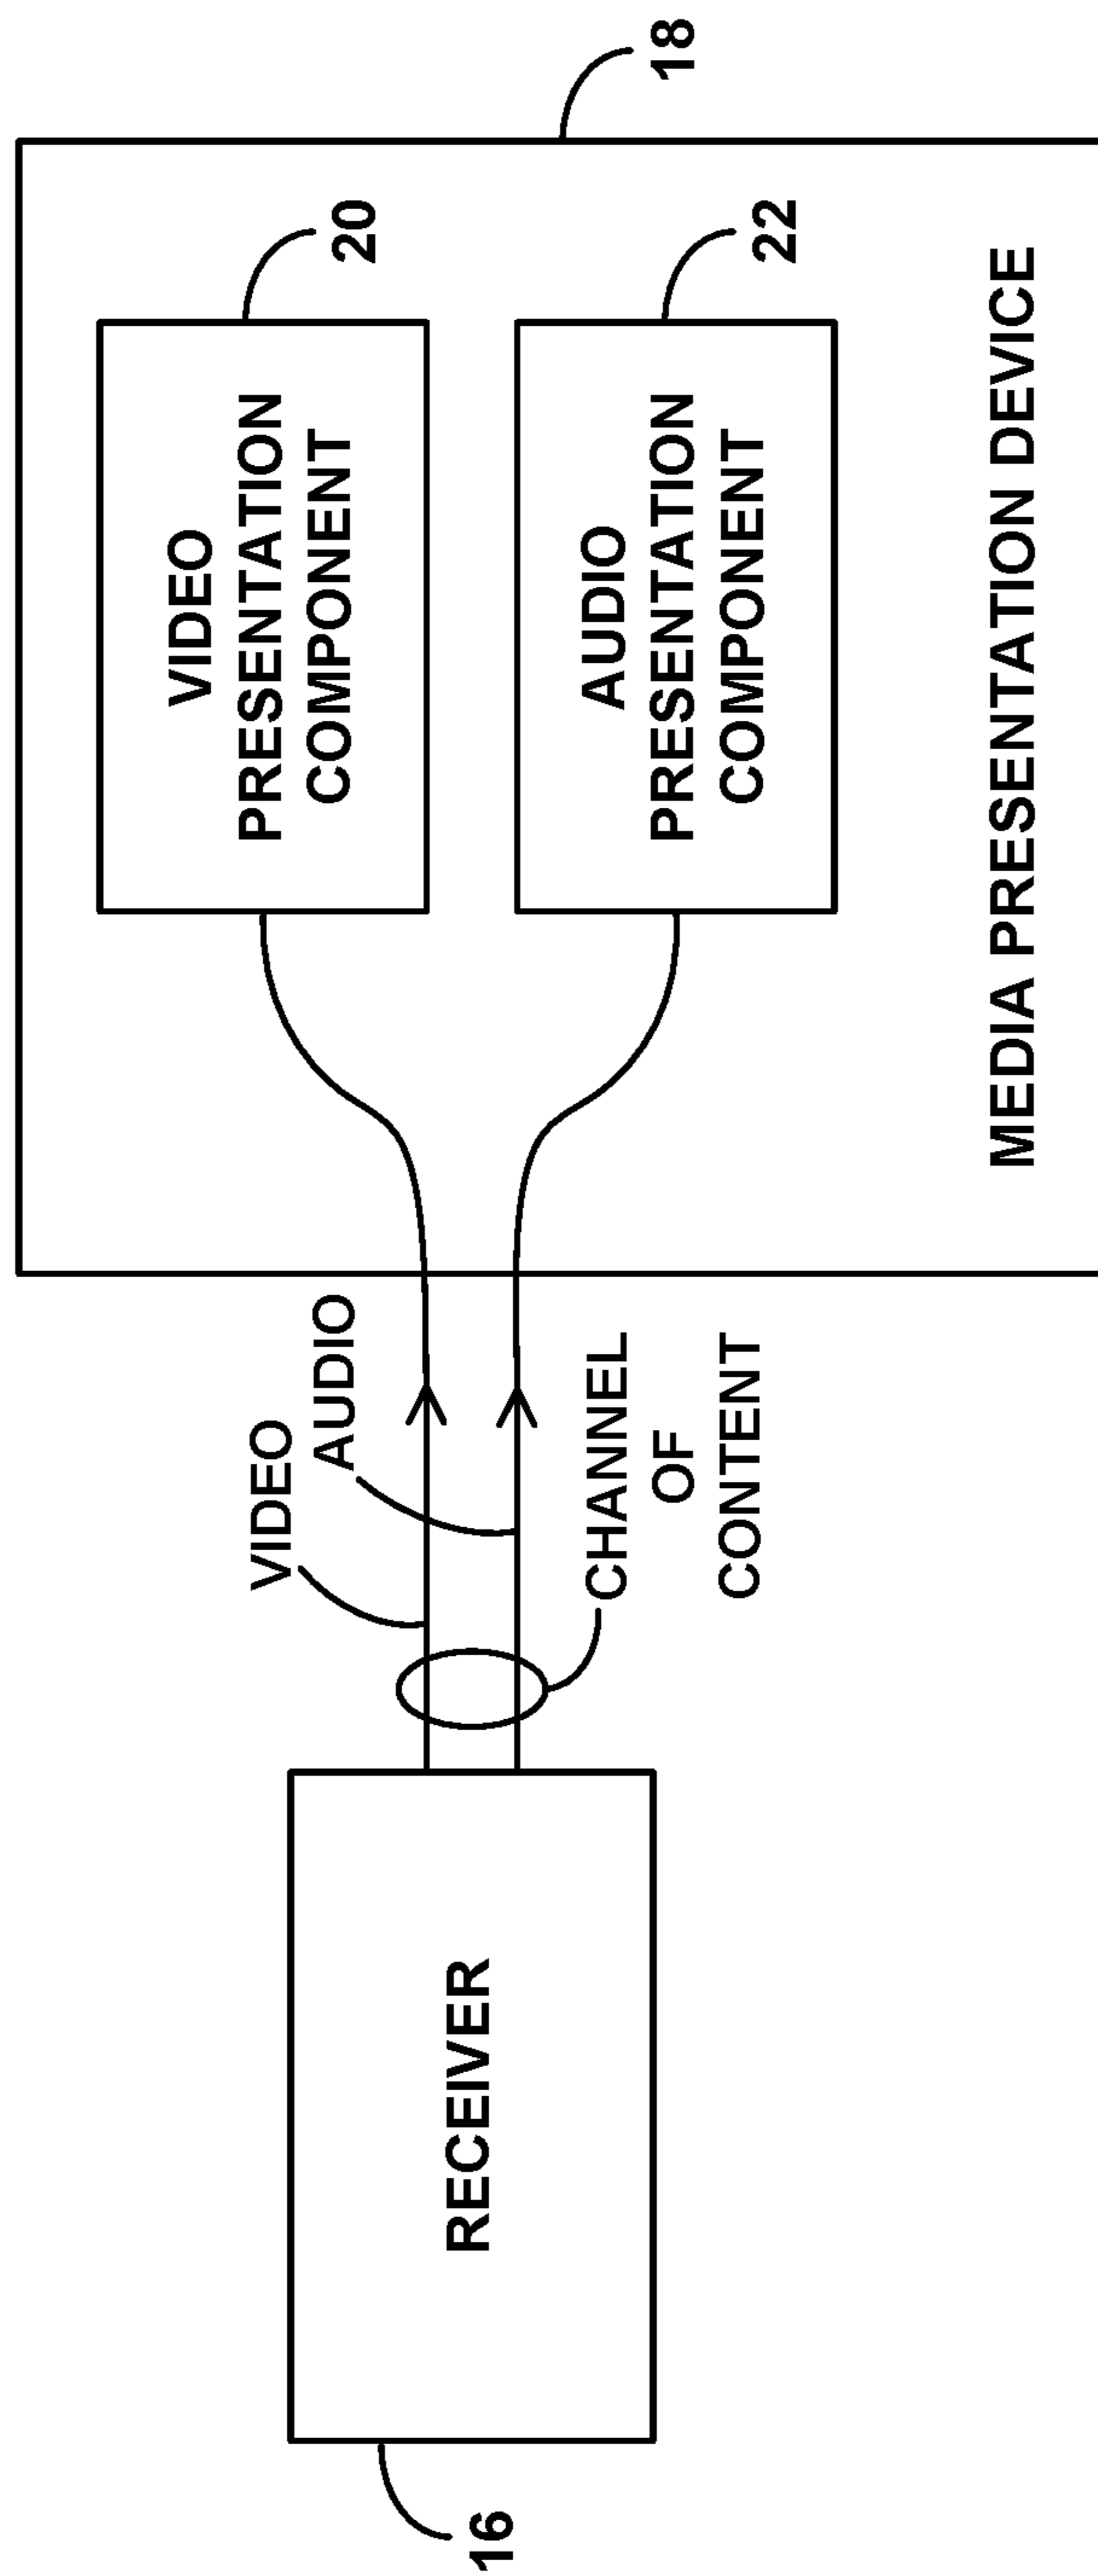 16
RECEIVER
VIDEO
AUDIO
CHANNEL
OF
CONTENT
VIDEO
PRESENTATION
COMPONENT
20
AUDIO
PRESENTATION
COMPONENT
22
MEDIA PRESENTATION DEVICE
18